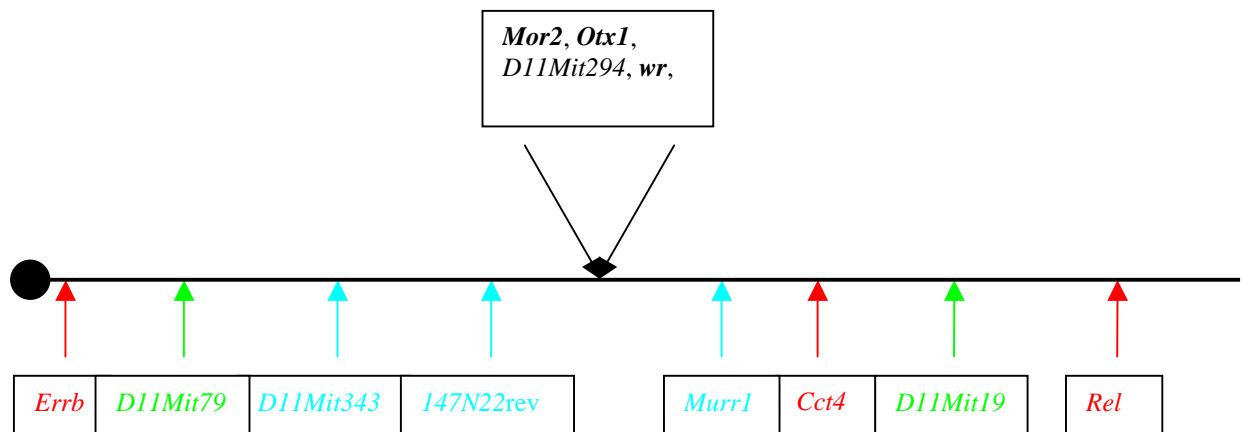 Mor2, Otx1,
D11Mit294, wr,
Errb D11Mit79 D11Mit343 147N22rev Murr1 Cct4 D11Mit19 Rel